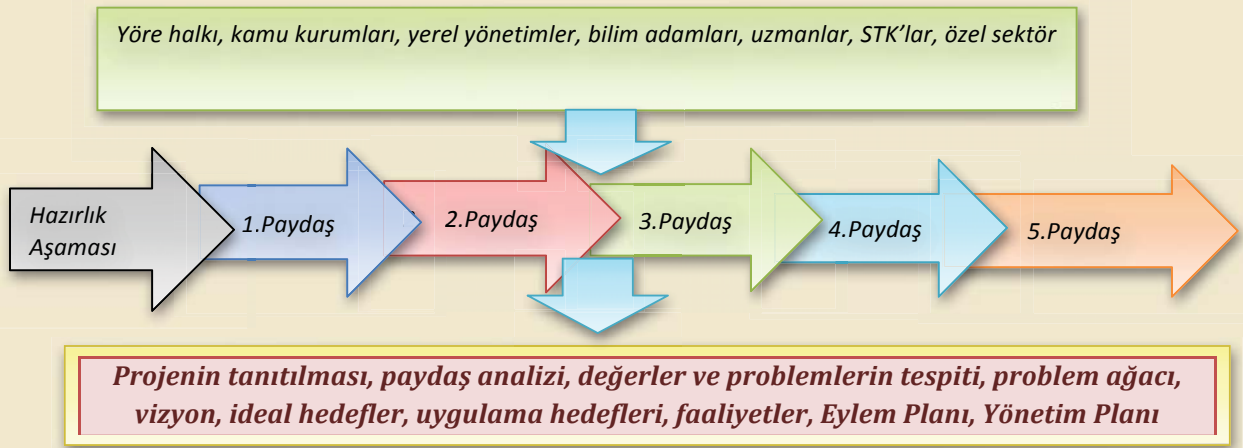 Yöre halkı, kamu kurumları, yerel yönetimler, bilim adamları, uzmanlar, STK’lar, özel sektör
Hazırlık
Aşaması
1.Paydaş
2.Paydaş
3.Paydaş
4.Paydaş
5.Paydaş
Projenin tanıtılması, paydaş analizi, değerler ve problemlerin tespiti, problem ağacı,
vizyon, ideal hedefler, uygulama hedefleri, faaliyetler, Eylem Planı, Yönetim Planı